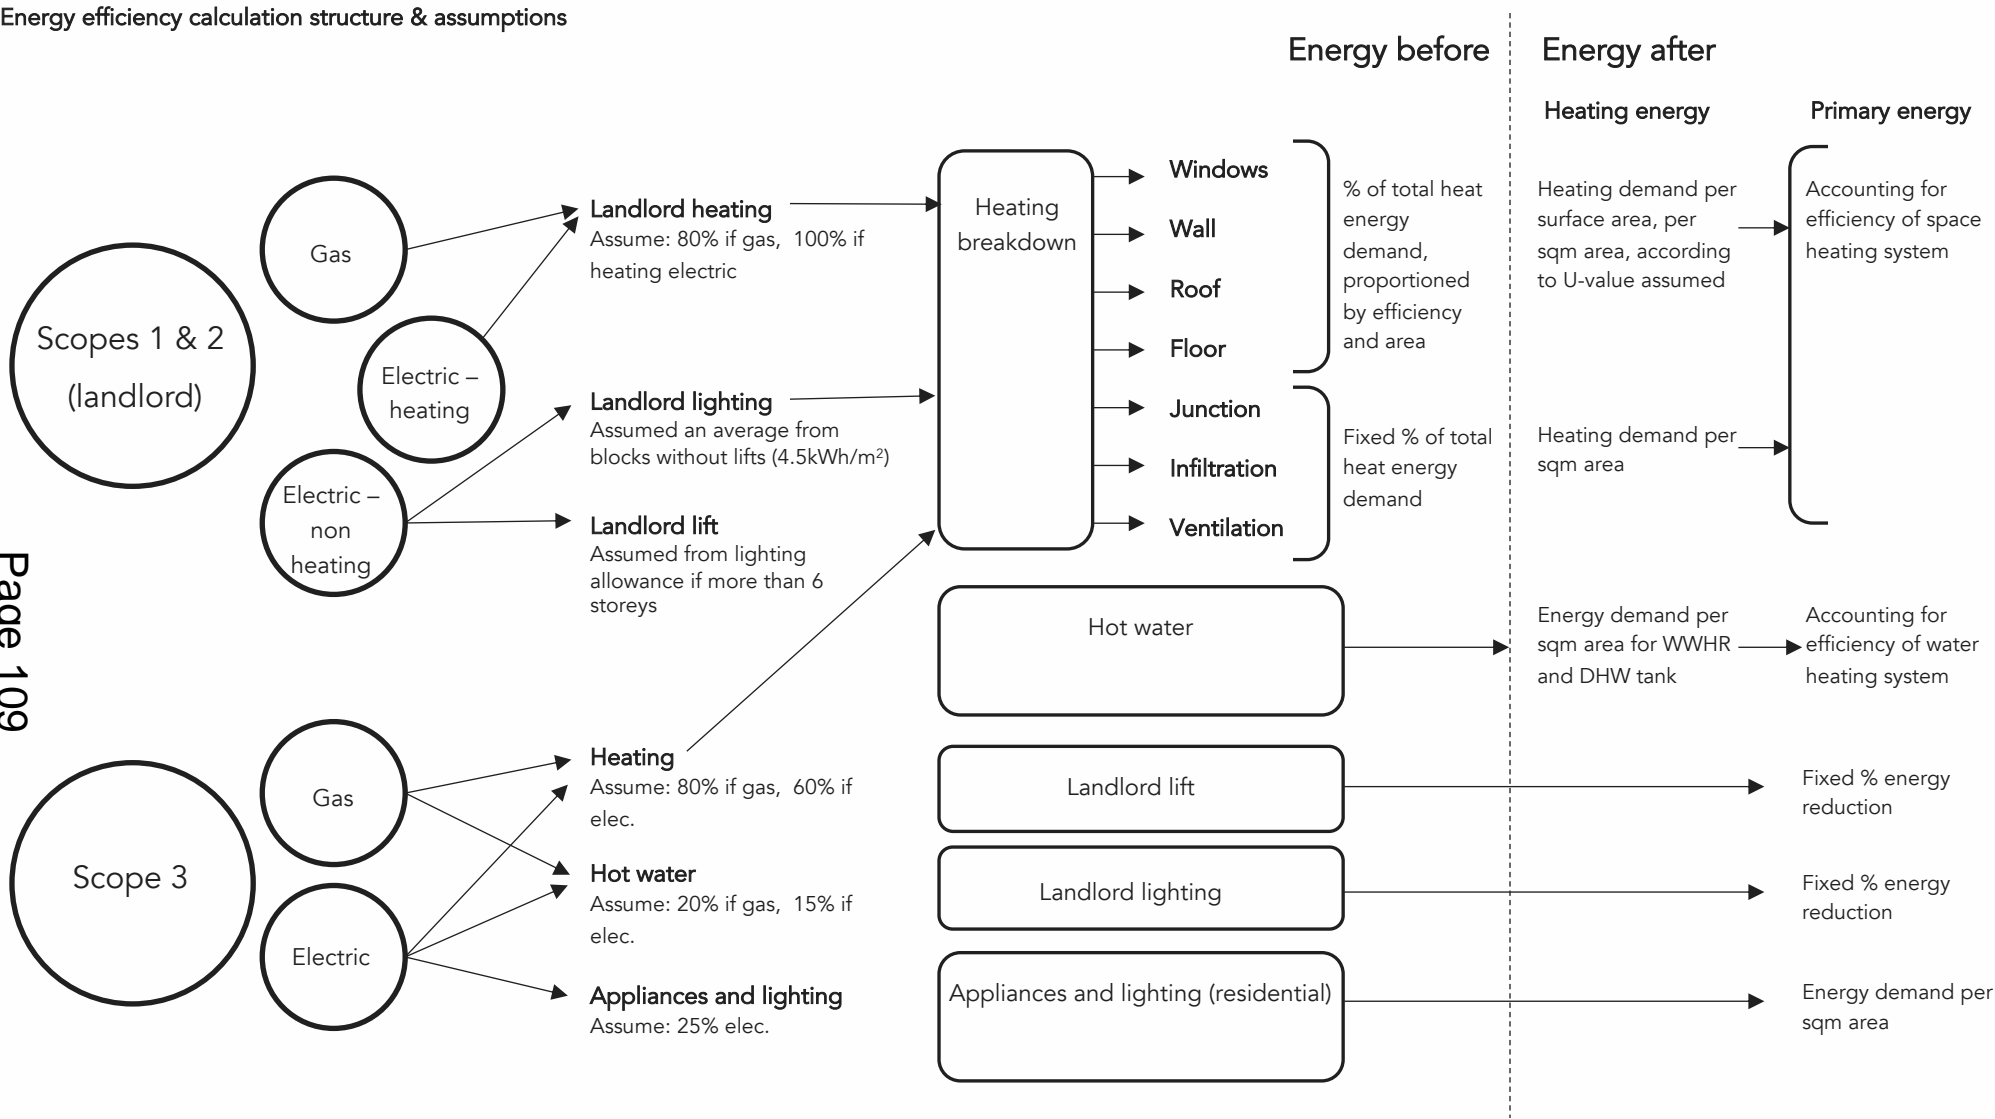 Energy efficiency calculation structure & assumptions
Energy before
Energy after
Heating energy
Primary energy
Scopes 1 & 2
(landlord)
Gas
Electric –
heating
Electric –
non
heating
Landlord heating
Assume: 80% if gas, 100% if
heating electric
Landlord lighting
Assumed an average from
blocks without lifts (4.5kWh/m²)
Landlord lift
Assumed from lighting
allowance if more than 6
storeys
Heating
breakdown
Windows
Wall
Roof
Floor
Junction
Infiltration
Ventilation
% of total heat
energy
demand,
proportioned
by efficiency
and area
Fixed % of total
heat energy
demand
Heating demand per
surface area, per
sqm area, according
to U-value assumed
Accounting for
efficiency of space
heating system
Heating demand per
sqm area
Page 109
Scope 3
Gas
Electric
Heating
Assume: 80% if gas, 60% if
elec.
Hot water
Assume: 20% if gas, 15% if
elec.
Appliances and lighting
Assume: 25% elec.
Hot water
Energy demand per
sqm area for WWHR
and DHW tank
Accounting for
efficiency of water
heating system
Landlord lift
Fixed % energy
reduction
Landlord lighting
Fixed % energy
reduction
Appliances and lighting (residential)
Energy demand per
sqm area